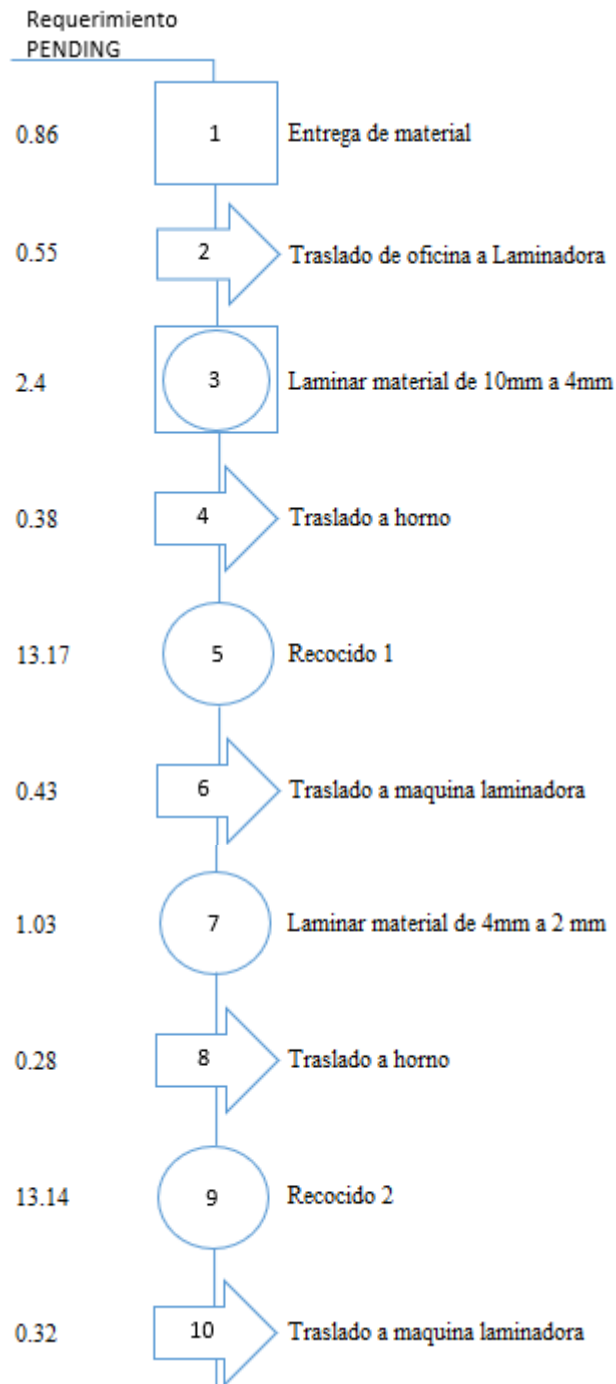 Requerimiento
PENDING
0.86 1 Entrega de material
0.55 2 Traslado de oficina a Laminadora
2.4 3 Laminar material de 10mm a 4mm
0.38 4 Traslado a horno
13.17 5 Recocido 1
0.43 6 Traslado a maquina laminadora
1.03 7 Laminar material de 4mm a 2 mm
0.28 8 Traslado a horno
13.14 9 Recocido 2
0.32 10 Traslado a maquina laminadora